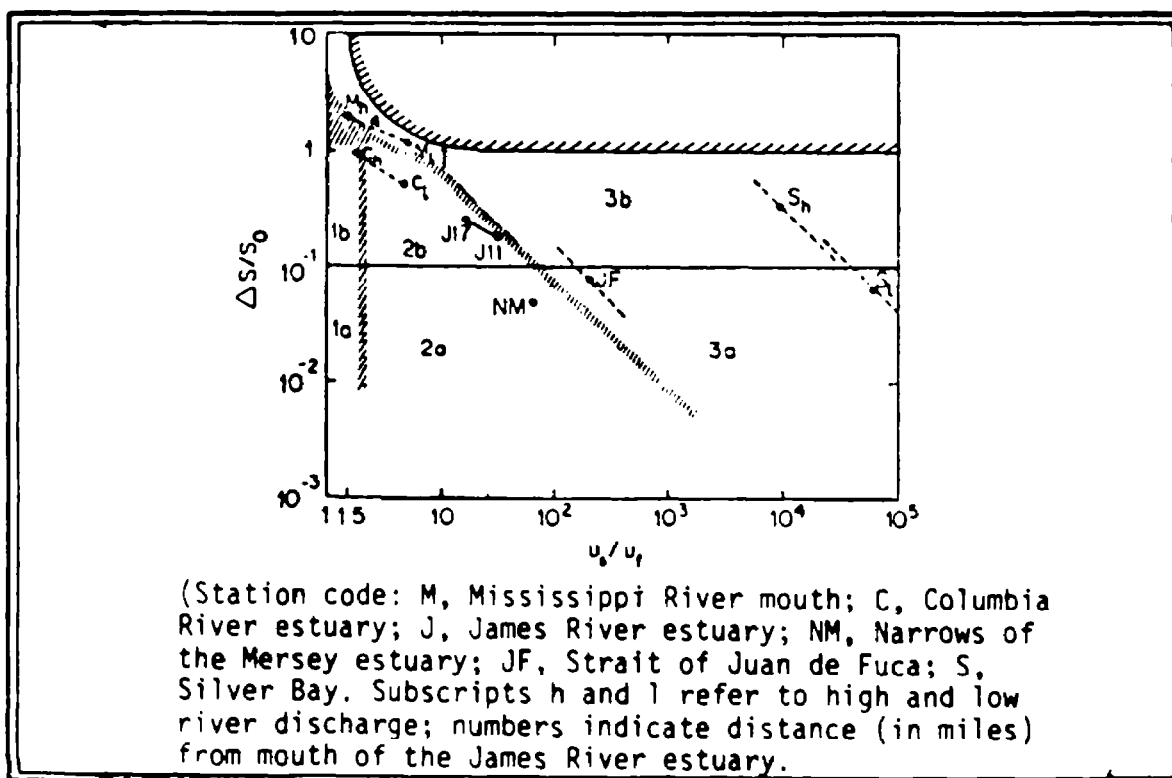 10
1
10⁻¹
10⁻²
10⁻³
ΔS/S₀
Mₕ
Cₗ
1b
2b
3b
1a
2a
3a
J17
J11
NM
JF
Sₕ
1 1.5 10 10² 10³ 10⁴ 10⁵
uₛ/u_f
(Station code: M, Mississippi River mouth; C, Columbia
River estuary; J, James River estuary; NM, Narrows of
the Mersey estuary; JF, Strait of Juan de Fuca; S,
Silver Bay. Subscripts h and l refer to high and low
river discharge; numbers indicate distance (in miles)
from mouth of the James River estuary.